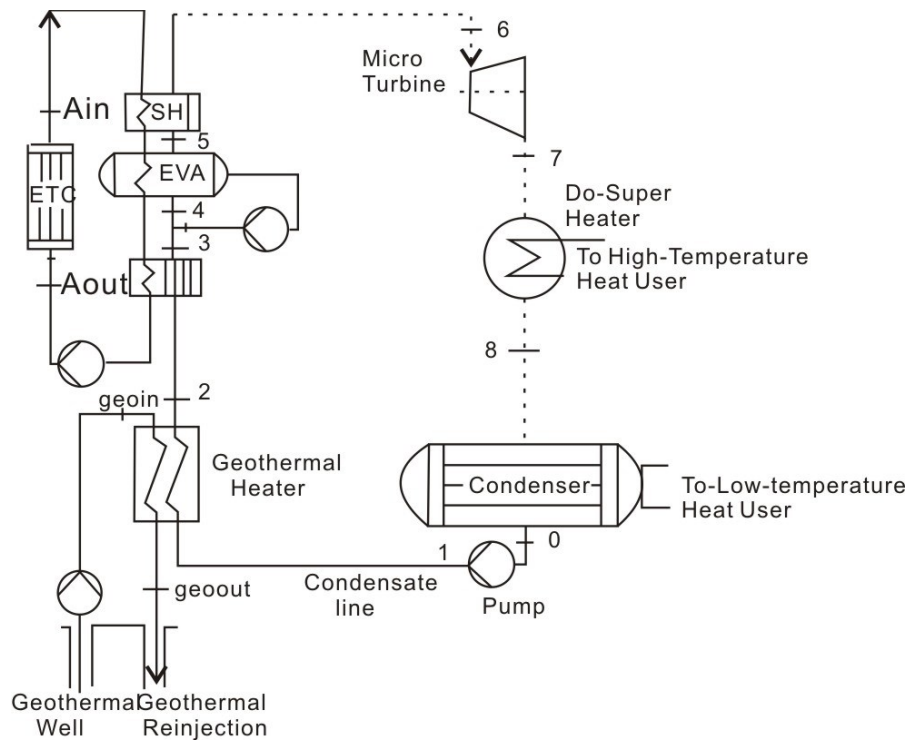 6
Micro
Turbine
Ain
SH
5
EVA
7
ETC
Do-Super
Heater
4
3
To High-Temperature
Heat User
Aout
8
2
geoin
Geothermal
Heater
Condenser
To-Low-temperature
Heat User
1
0
geoout
Condensate
line
Pump
Geothermal
Well
Geothermal
Reinjection